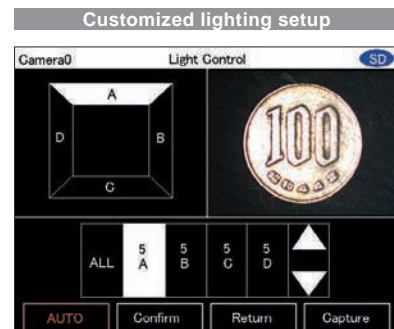 Customized lighting setup
Camera0 Light Control SD
A
D B
C
100
ALL 5 A 5 B 5 C 5 D
AUTO Confirm Return Capture